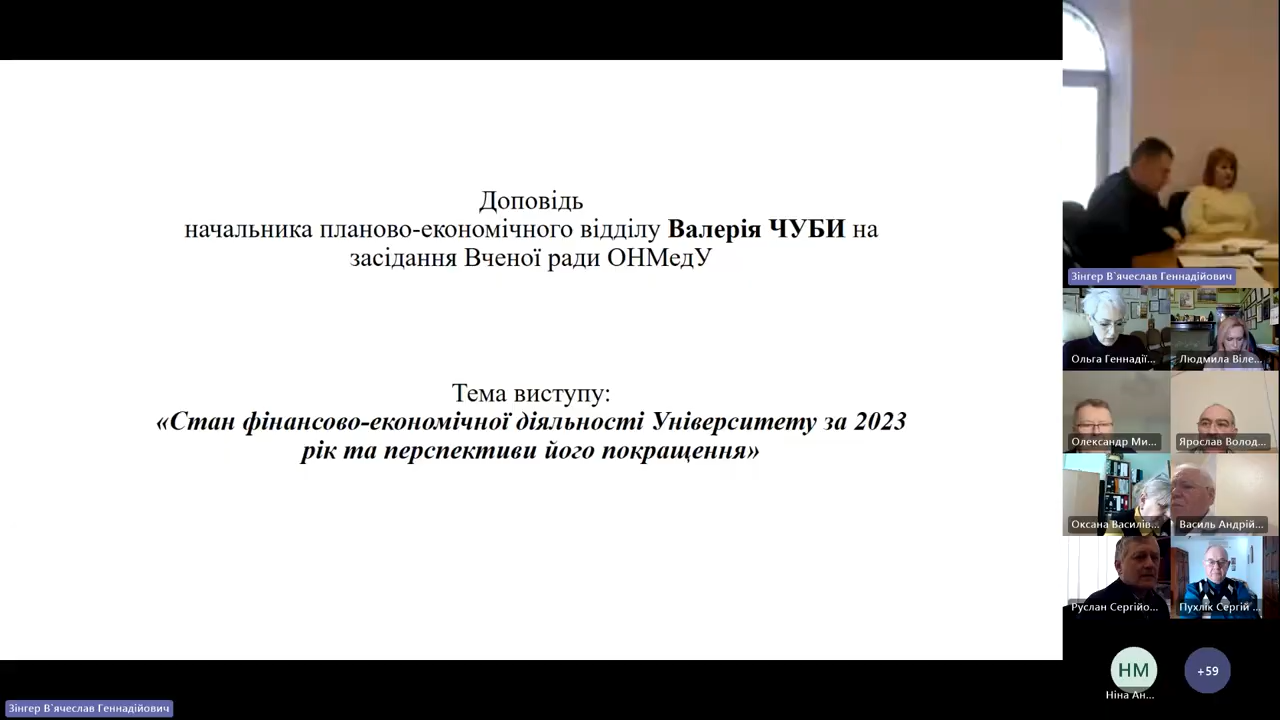 Доповідь
начальника планово-економічного відділу Валерія ЧУБИ на
засідання Вченої ради ОНМедУ
Тема виступу:
«Стан фінансово-економічної діяльності Університету за 2023
рік та перспективи його покращення»
Зінгер В`ячеслав Геннадійович
Ольга Геннадії...
Людмила Віле...
Олександр Ми...
Ярослав Волод...
Оксана Василів...
Василь Андрій...
Руслан Сергійо...
Пухлік Сергій ...
НМ
Ніна Ан...
+59
Зінгер В`ячеслав Геннадійович